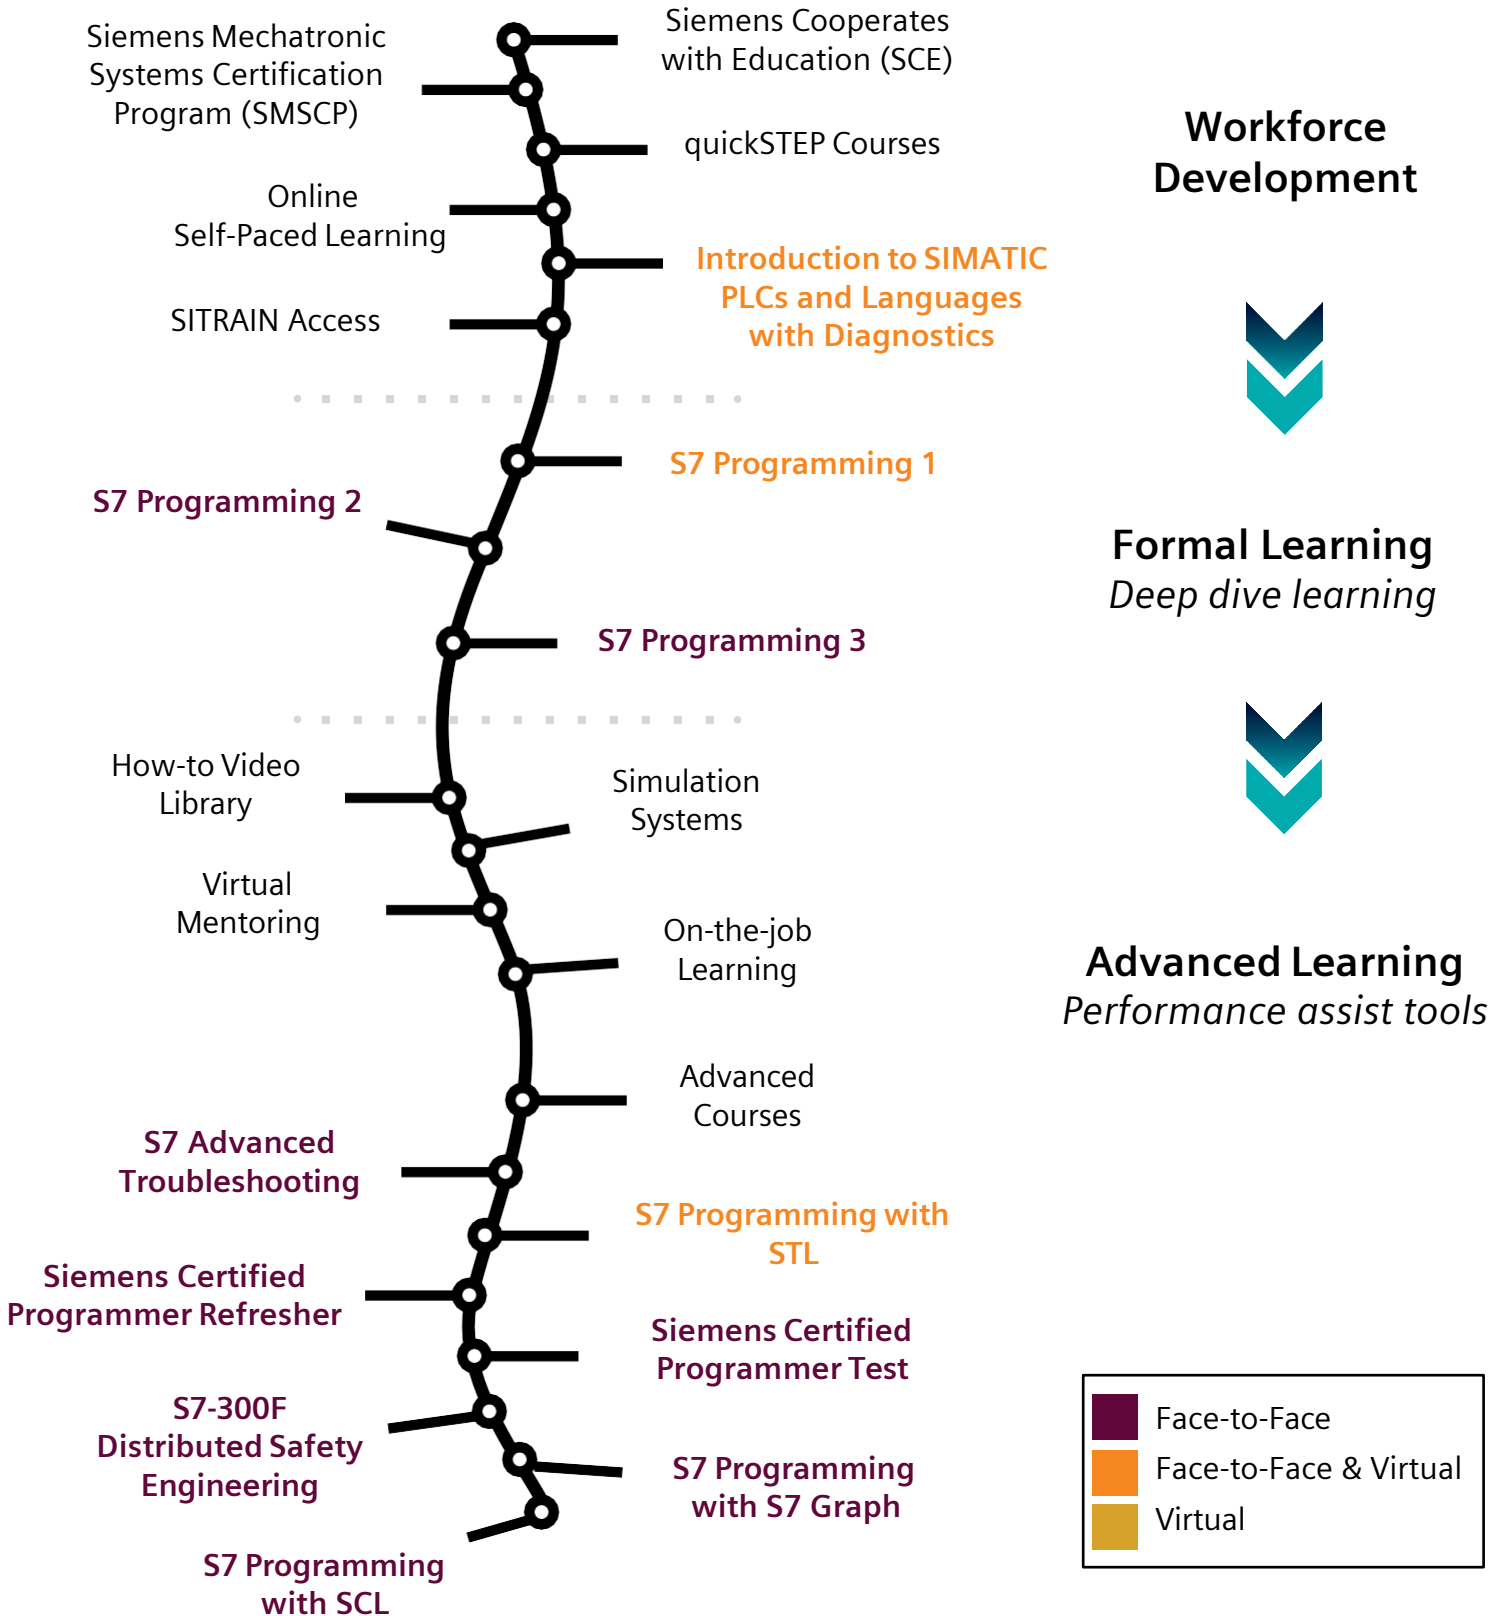 Siemens Cooperates
with Education (SCE)
Siemens Mechatronic
Systems Certification
Program (SMSCP)
quickSTEP Courses
Online
Self-Paced Learning
Introduction to SIMATIC
PLCs and Languages
with Diagnostics
SITRAIN Access
Workforce
Development
S7 Programming 1
S7 Programming 2
S7 Programming 3
Formal Learning
Deep dive learning
How-to Video
Library
Simulation
Systems
Virtual
Mentoring
On-the-job
Learning
Advanced Learning
Performance assist tools
Advanced
Courses
S7 Advanced
Troubleshooting
S7 Programming with
STL
Siemens Certified
Programmer Refresher
Siemens Certified
Programmer Test
S7-300F
Distributed Safety
Engineering
S7 Programming
with S7 Graph
S7 Programming
with SCL
Face-to-Face
Face-to-Face & Virtual
Virtual